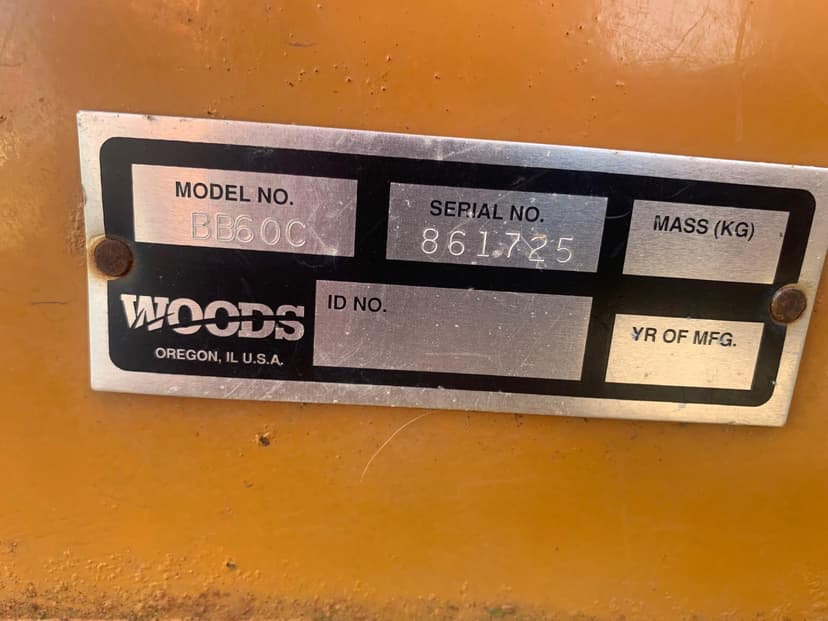 MODEL NO.
BB60C
SERIAL NO.
861725
MASS (KG)
WOODS
OREGON, IL U.S.A.
ID NO.
YR OF MFG.